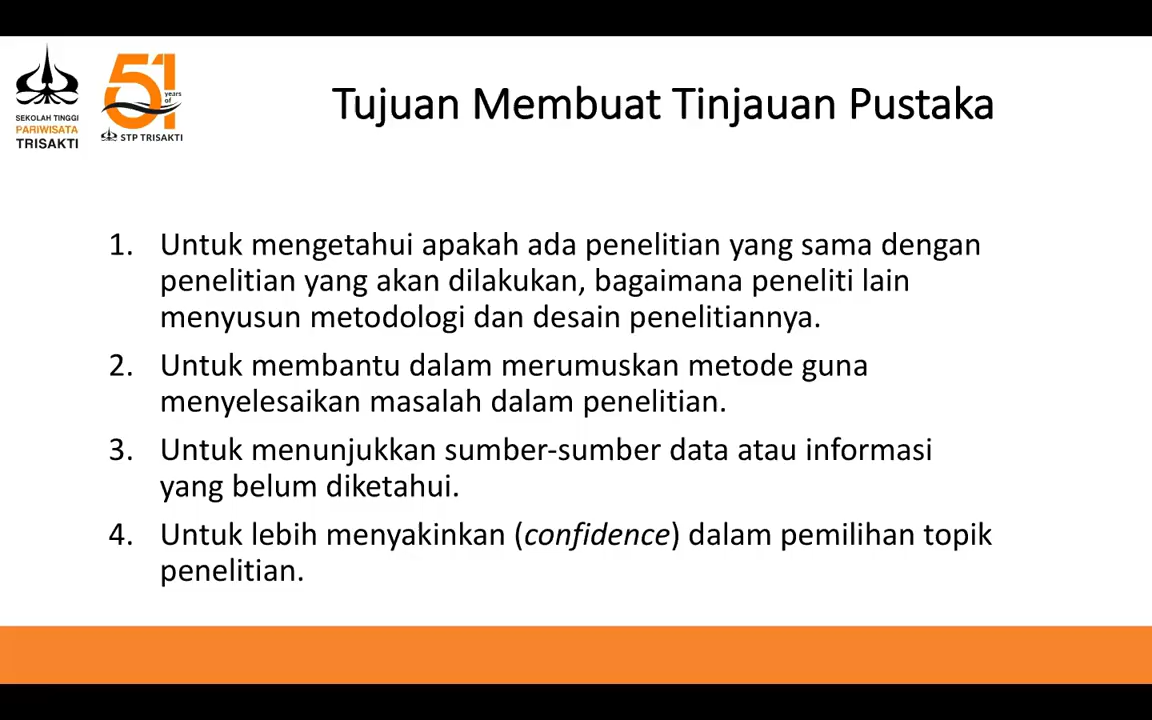 SEKOLAH TINGGI
PARIWISATA
TRISAKTI
51
years
of
STP TRISAKTI
Tujuan Membuat Tinjauan Pustaka
1. Untuk mengetahui apakah ada penelitian yang sama dengan
penelitian yang akan dilakukan, bagaimana peneliti lain
menyusun metodologi dan desain penelitiannya.
2. Untuk membantu dalam merumuskan metode guna
menyelesaikan masalah dalam penelitian.
3. Untuk menunjukkan sumber-sumber data atau informasi
yang belum diketahui.
4. Untuk lebih menyakinkan (confidence) dalam pemilihan topik
penelitian.